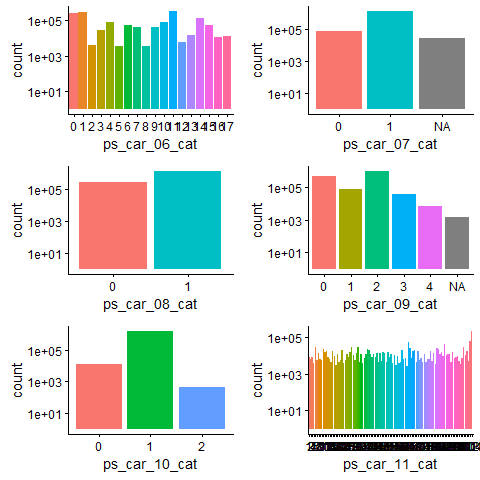 1e+05
1e+03
1e+01
count
0 1 2 3 4 5 6 7 8 9 10 11 12 13 14 15 16 17
ps_car_06_cat
1e+05
1e+03
1e+01
count
0 1 NA
ps_car_07_cat
1e+05
1e+03
1e+01
count
0 1
ps_car_08_cat
1e+05
1e+03
1e+01
count
0 1 2 3 4 NA
ps_car_09_cat
1e+05
1e+03
1e+01
count
0 1 2
ps_car_10_cat
1e+05
1e+03
1e+01
count
ps_car_11_cat